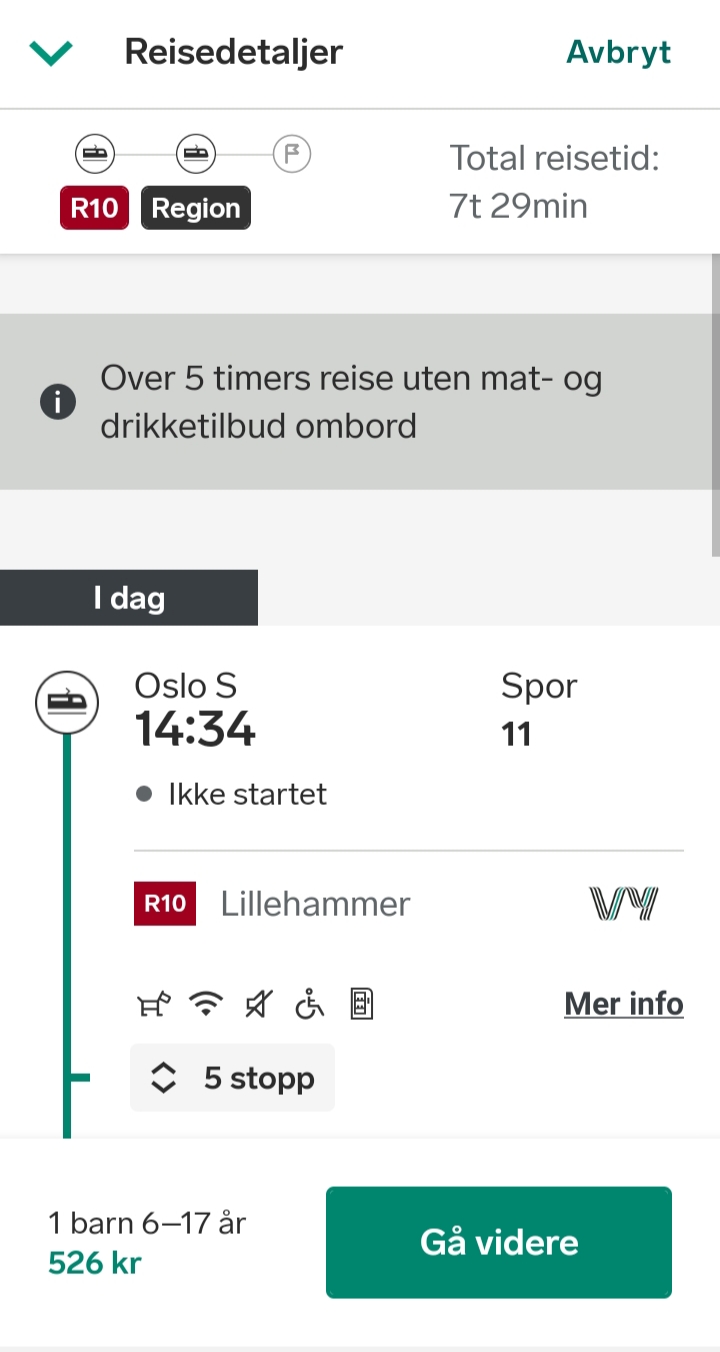 Reisedetaljer
Avbryt
R10
Region
Total reisetid:
7t 29min
Over 5 timers reise uten mat- og
drikketilbud ombord
I dag
Oslo S
Spor
14:34
11
Ikke startet
R10
Lillehammer
VY
Mer info
5 stopp
1 barn 6–17 år
526 kr
Gå videre